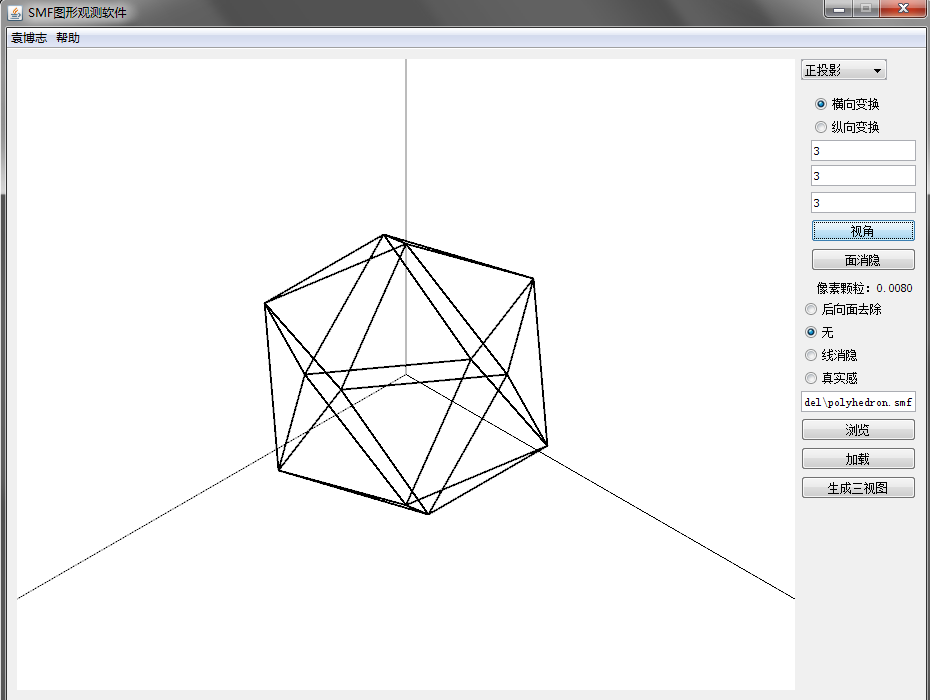 SMF图形观测软件
袁博志 帮助
正投影
横向变换
纵向变换
3
3
3
视角
面消隐
像素颗粒：0.0080
后向面去除
无
线消隐
真实感
del\polyhedron.smf
浏览
加载
生成三视图